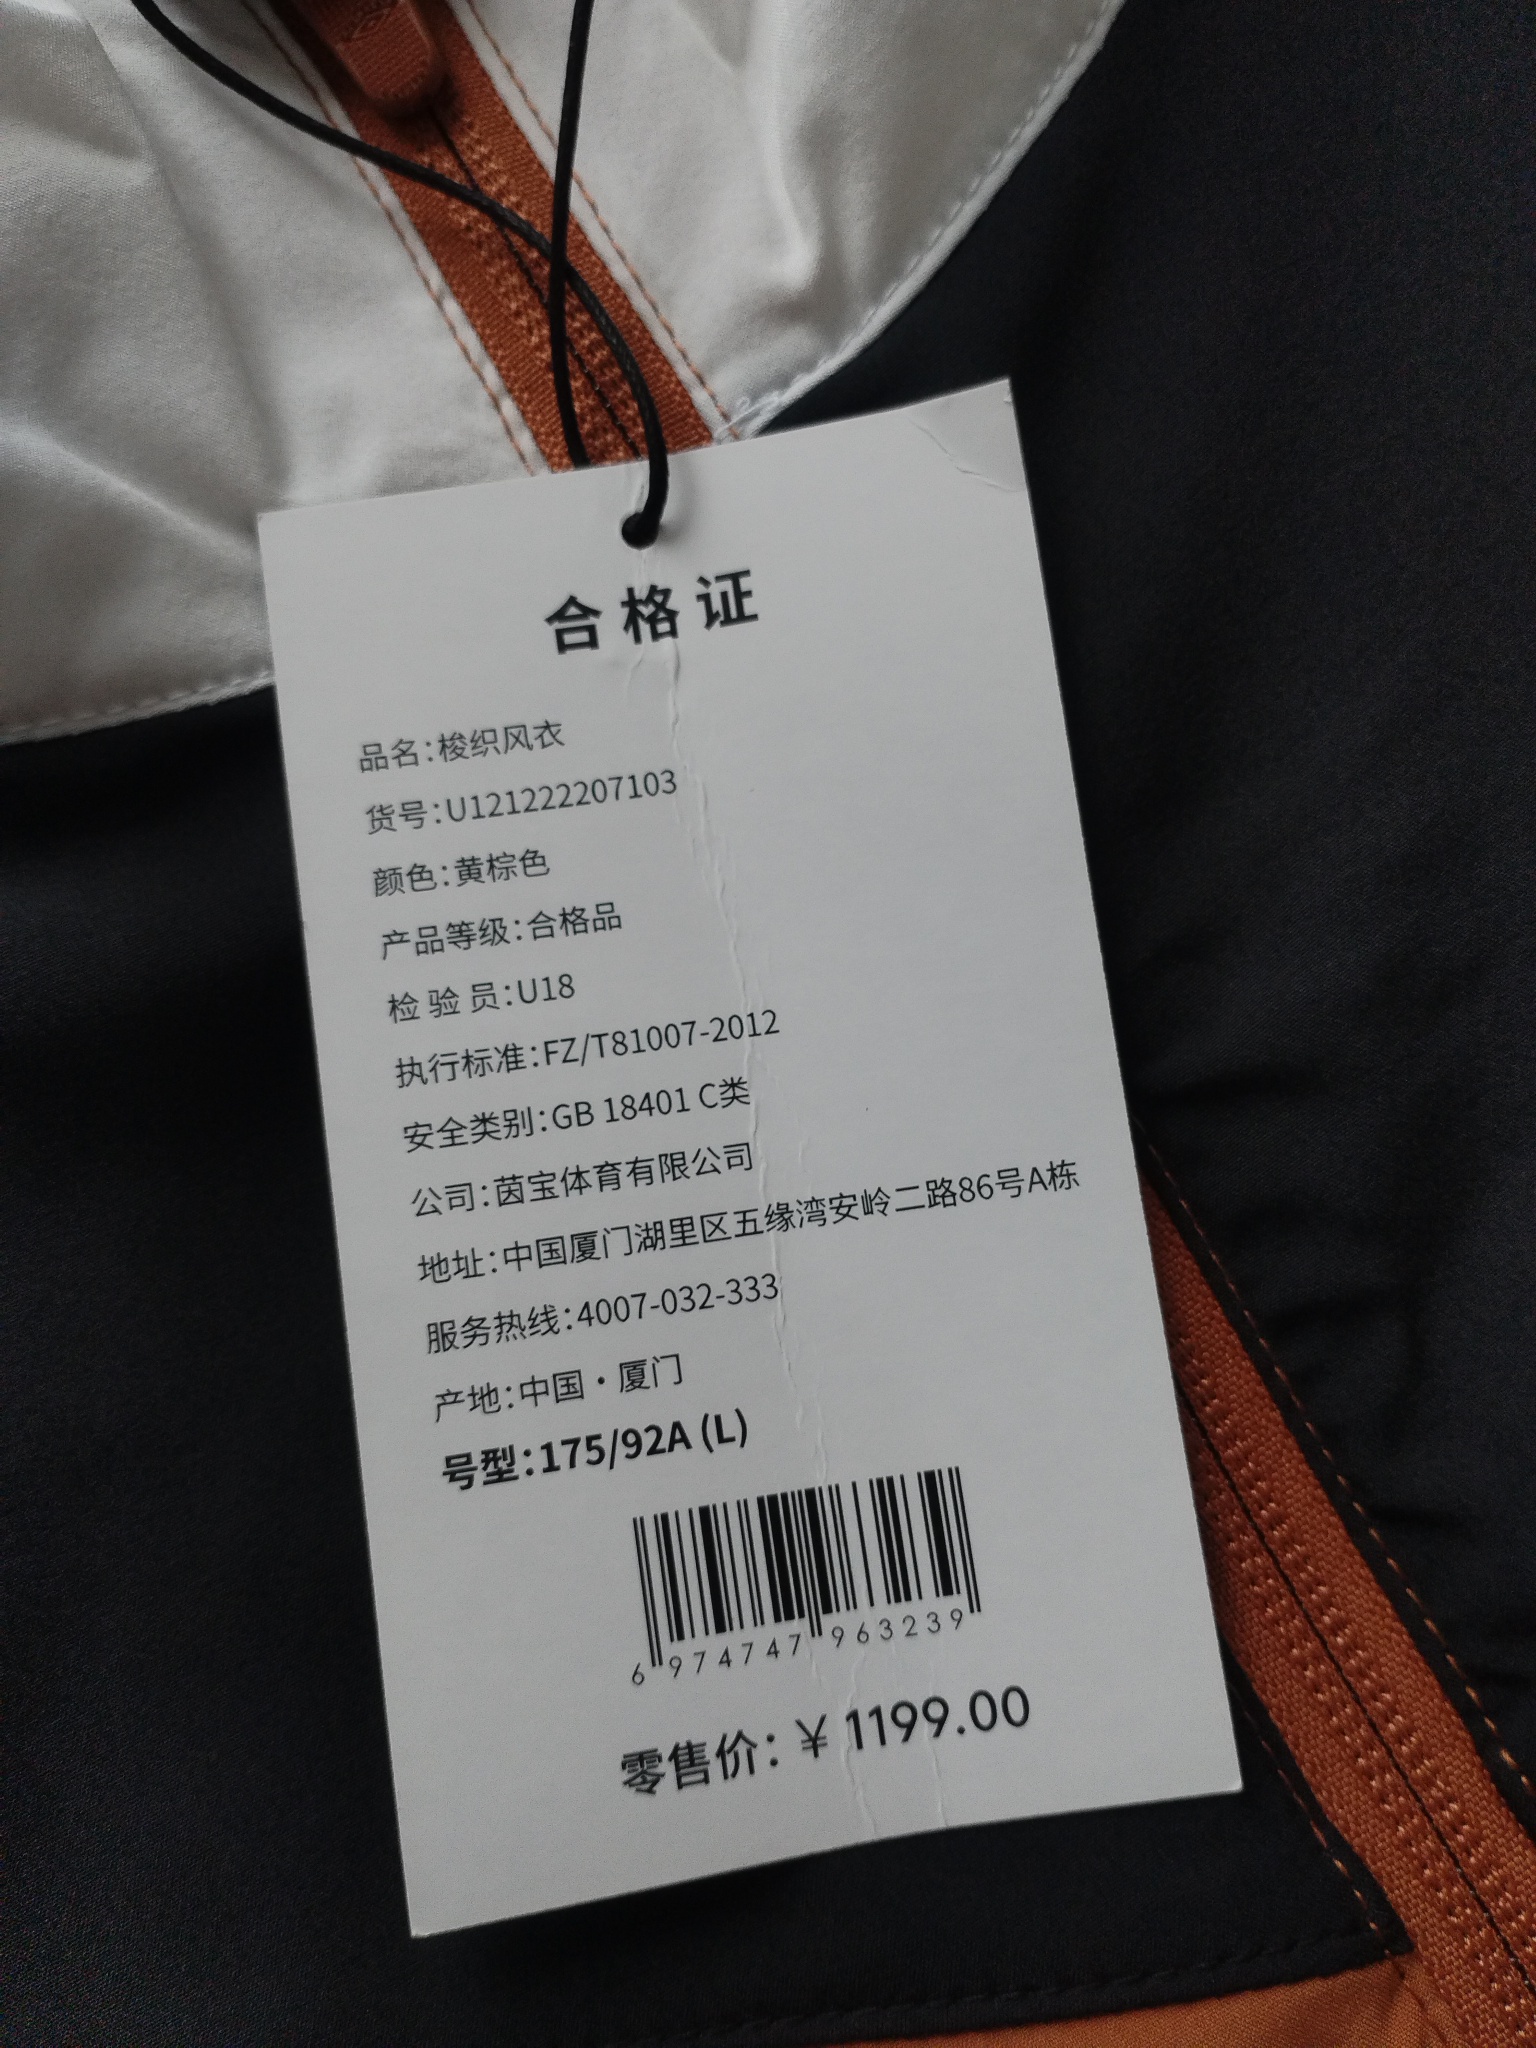 合格证
品名:梭织风衣
货号:U121222207103
颜色:黄棕色
产品等级:合格品
检 验 员:U18
执行标准:FZ/T81007-2012
安全类别:GB 18401 C类
公司:茵宝体育有限公司
地址:中国厦门湖里区五缘湾安岭二路86号A栋
服务热线:4007-032-333
产地:中国·厦门
号型:175/92A (L)
6 974747 963239
零售价:￥1199.00